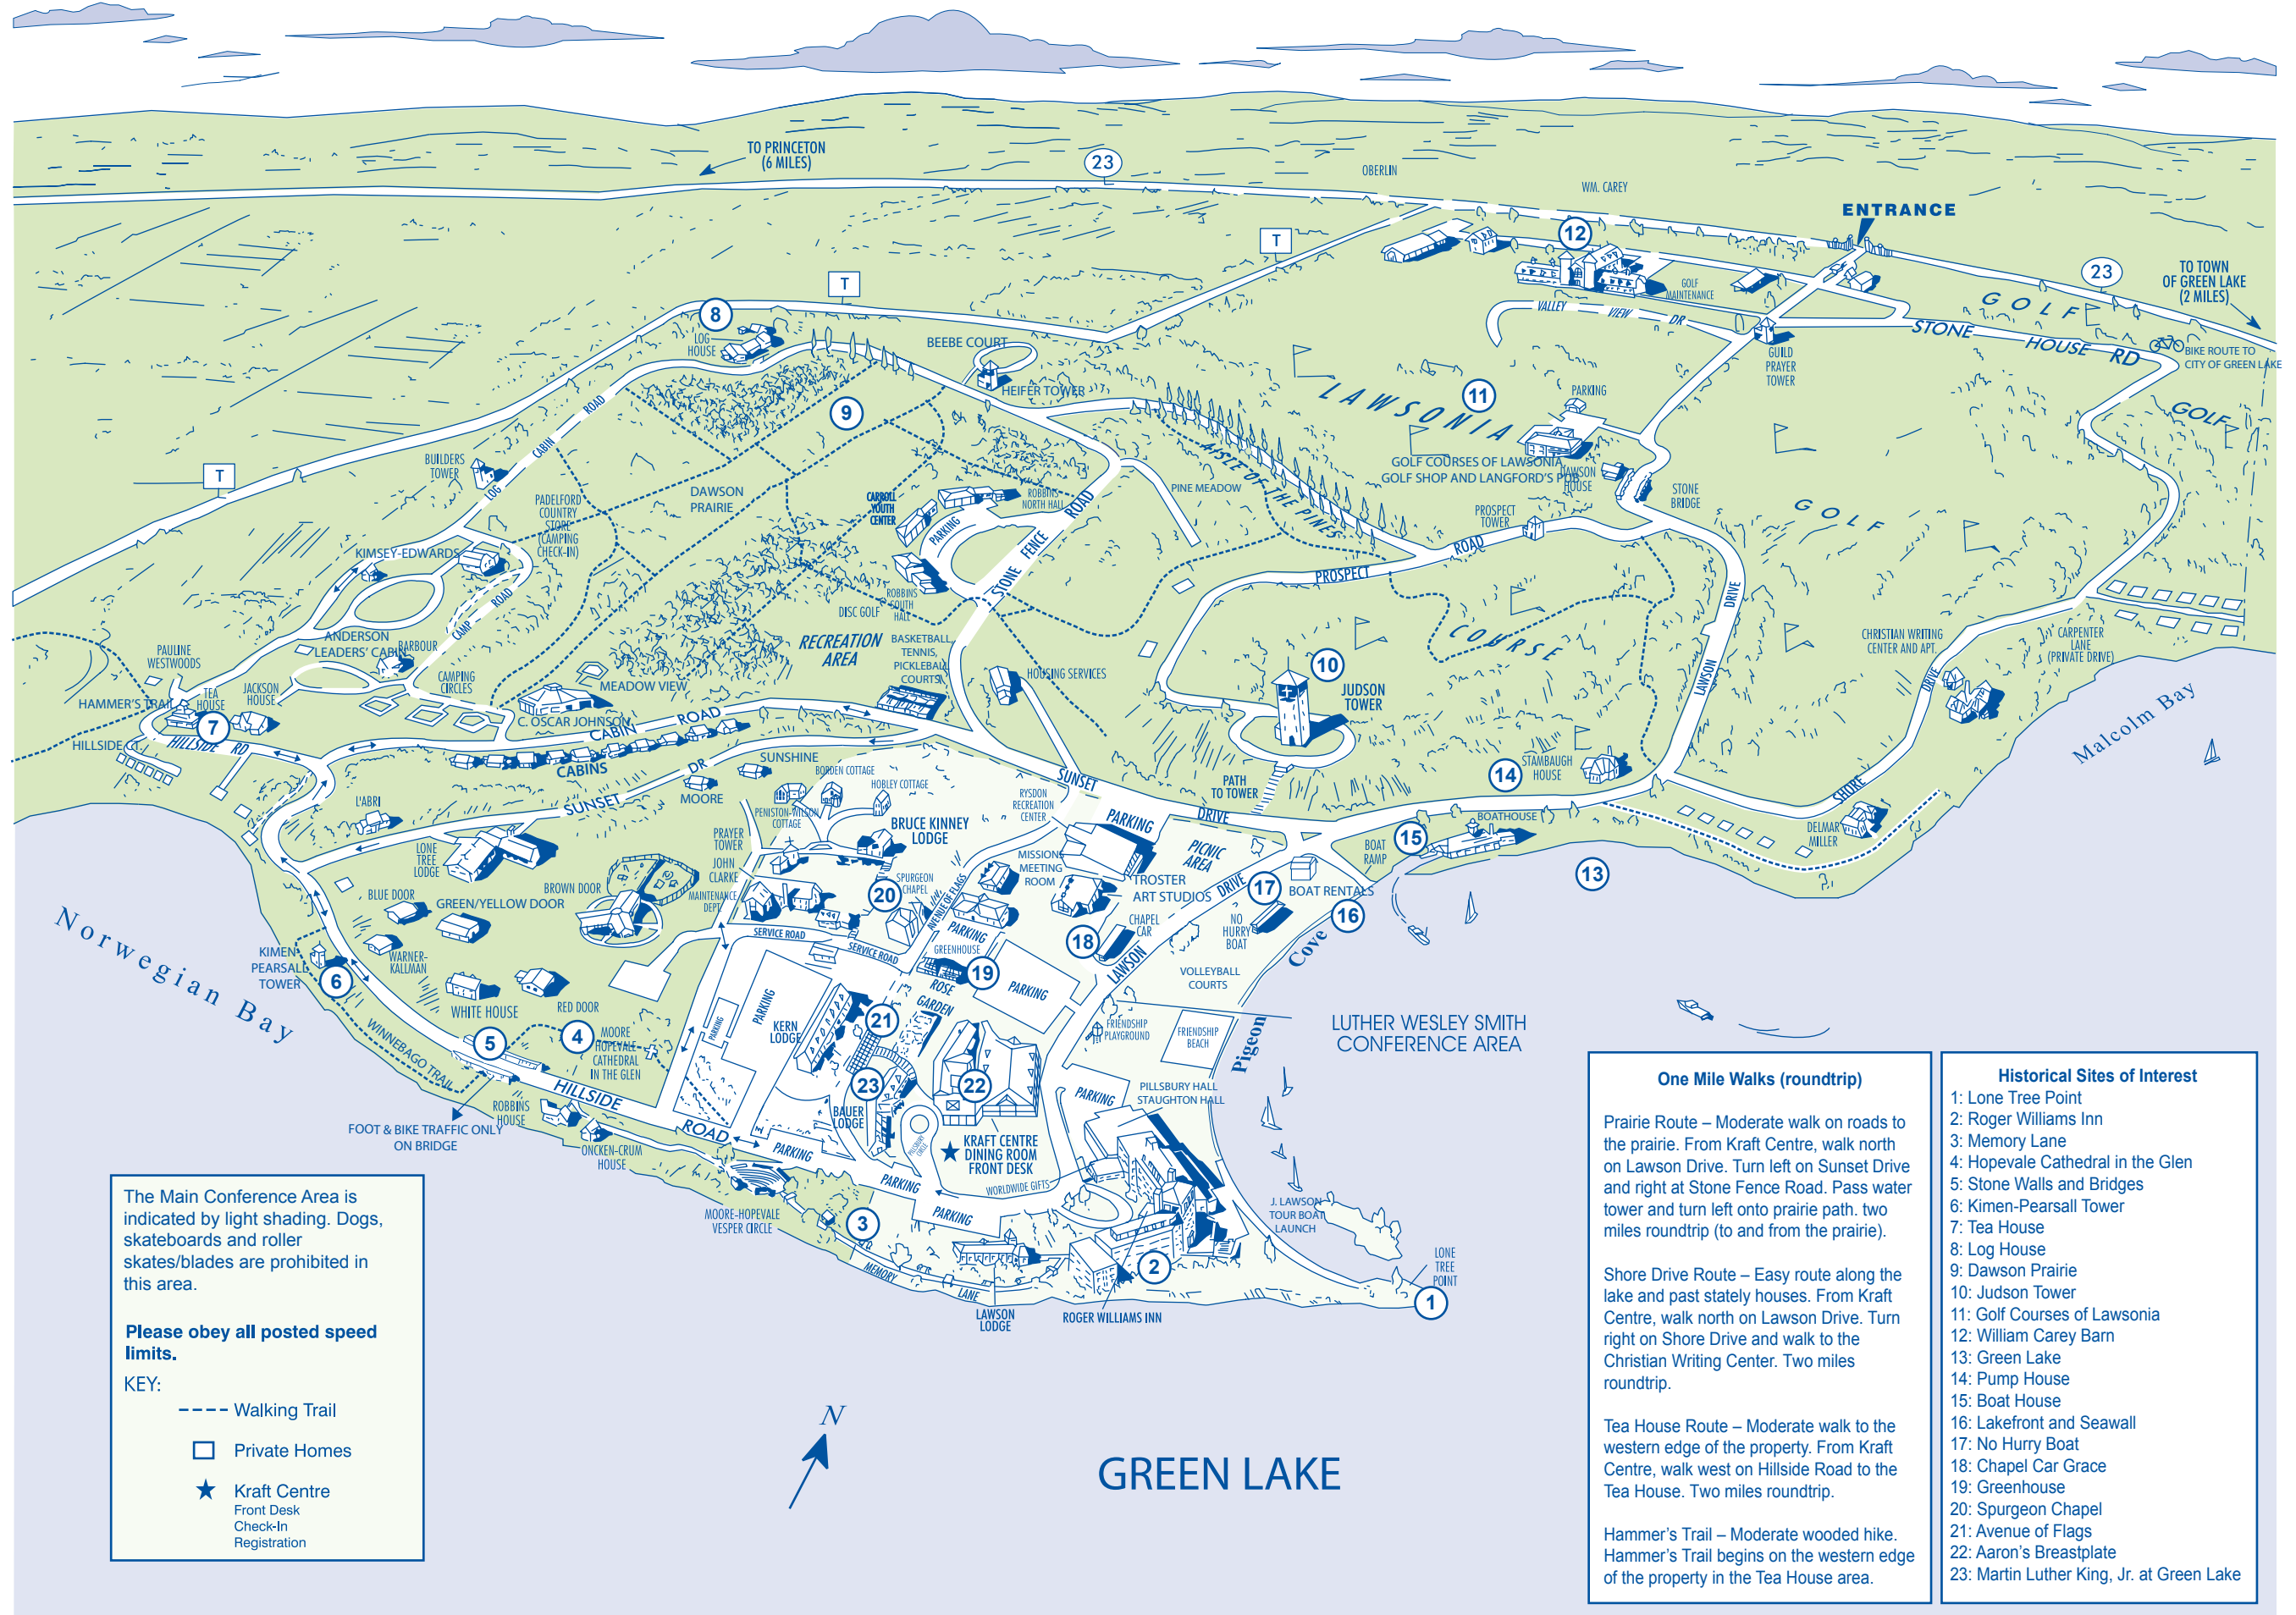 TO PRINCETON
(6 MILES)
23
OBERLIN
WM. CAREY
ENTRANCE
12
T
T
T
23
TO TOWN
OF GREEN LAKE
(2 MILES)
GOLF
MAINTENANCE
VALLEY VIEW DR
GOLF
STONE HOUSE RD
BIKE ROUTE TO
CITY OF GREEN LAKE
GUILD
PRAYER
TOWER
8
LOG
HOUSE
BEEBE COURT
HEIFER TOWER
9
LAWSONIA
11
PARKING
GOLF
GOLF COURSES OF LAWSONIA
GOLF SHOP AND LANGFORD'S PUB
DAWSON
HOUSE
STONE
BRIDGE
GOLF
LOG CABIN ROAD
BUILDERS
TOWER
PADELFORD
COUNTRY
STORE
(CAMPING
CHECK-IN)
DAWSON
PRAIRIE
CARROLL
YOUTH
CENTER
ROBBINS
NORTH HALL
PARKING
STONE FENCE ROAD
PINE MEADOW
AISLE OF THE PINES
PROSPECT
TOWER
PROSPECT ROAD
KIMSEY-EDWARDS
CAMP ROAD
ROBBINS
SOUTH
HALL
DISC GOLF
RECREATION
AREA
BASKETBALL,
TENNIS,
PICKLEBALL
COURTS
HOUSING SERVICES
COURSE
LAWSON DRIVE
CHRISTIAN WRITING
CENTER AND APT.
CARPENTER
LANE
(PRIVATE DRIVE)
Malcolm Bay
ANDERSON
LEADERS' CABIN
BARBOUR
PAULINE
WESTWOODS
HAMMER'S TRAIL
TEA
HOUSE
7
JACKSON
HOUSE
CAMPING
CIRCLES
C. OSCAR JOHNSON
MEADOW VIEW
10
JUDSON
TOWER
HILLSIDE CT.
HILLSIDE RD
CABIN ROAD
CABINS
SUNSET DR
MOORE
SUNSHINE
BORDEN COTTAGE
HOBLEY COTTAGE
PENISTON-WILSON
COTTAGE
SUNSET DRIVE
PATH
TO TOWER
14
STAMBAUGH
HOUSE
SHORE DRIVE
DELMAR
MILLER
L'ABRI
LONE
TREE
LODGE
PRAYER
TOWER
BRUCE KINNEY
LODGE
RYSDON
RECREATION
CENTER
PARKING
PICNIC
AREA
BOAT
RAMP
15
BOATHOUSE
13
JOHN
CLARKE
MISSIONS
MEETING
ROOM
TROSTER
ART STUDIOS
17
BOAT RENTALS
16
BLUE DOOR
GREEN/YELLOW DOOR
BROWN DOOR
MAINTENANCE
DEPT.
20
SPURGEON
CHAPEL
AVENUE OF FLAGS
PARKING
18
CHAPEL
CAR
LAWSON DRIVE
NO
HURRY
BOAT
Pigeon Cove
Norwegian Bay
KIMEN-
PEARSALL
TOWER
6
WARNER-
KALLMAN
SERVICE ROAD
SERVICE ROAD
GREENHOUSE
19
ROSE
GARDEN
PARKING
VOLLEYBALL
COURTS
WHITE HOUSE
RED DOOR
4
5
MOORE
HOPEVALE
CATHEDRAL
IN THE GLEN
WINNEBAGO TRAIL
PARKING
PARKING
KERN
LODGE
21
FRIENDSHIP
PLAYGROUND
FRIENDSHIP
BEACH
LUTHER WESLEY SMITH
CONFERENCE AREA
23
22
PARKING
PILLSBURY HALL
STAUGHTON HALL
BAUER
LODGE
PILLSBURY
CIRCLE
KRAFT CENTRE
DINING ROOM
FRONT DESK
WORLDWIDE GIFTS
HILLSIDE ROAD
ROBBINS
HOUSE
FOOT & BIKE TRAFFIC ONLY
ON BRIDGE
ONCKEN-CRUM
HOUSE
PARKING
PARKING
PARKING
MOORE-HOPEVALE
VESPER CIRCLE
3
MEMORY LANE
LAWSON
LODGE
2
ROGER WILLIAMS INN
J. LAWSON
TOUR BOAT
LAUNCH
LONE
TREE
POINT
1
GREEN LAKE
N
The Main Conference Area is
indicated by light shading. Dogs,
skateboards and roller
skates/blades are prohibited in
this area.
Please obey all posted speed
limits.
KEY:
Walking Trail
Private Homes
Kraft Centre
Front Desk
Check-In
Registration
One Mile Walks (roundtrip)
Prairie Route – Moderate walk on roads to
the prairie. From Kraft Centre, walk north
on Lawson Drive. Turn left on Sunset Drive
and right at Stone Fence Road. Pass water
tower and turn left onto prairie path. two
miles roundtrip (to and from the prairie).
Shore Drive Route – Easy route along the
lake and past stately houses. From Kraft
Centre, walk north on Lawson Drive. Turn
right on Shore Drive and walk to the
Christian Writing Center. Two miles
roundtrip.
Tea House Route – Moderate walk to the
western edge of the property. From Kraft
Centre, walk west on Hillside Road to the
Tea House. Two miles roundtrip.
Hammer's Trail – Moderate wooded hike.
Hammer's Trail begins on the western edge
of the property in the Tea House area.
Historical Sites of Interest
1: Lone Tree Point
2: Roger Williams Inn
3: Memory Lane
4: Hopevale Cathedral in the Glen
5: Stone Walls and Bridges
6: Kimen-Pearsall Tower
7: Tea House
8: Log House
9: Dawson Prairie
10: Judson Tower
11: Golf Courses of Lawsonia
12: William Carey Barn
13: Green Lake
14: Pump House
15: Boat House
16: Lakefront and Seawall
17: No Hurry Boat
18: Chapel Car Grace
19: Greenhouse
20: Spurgeon Chapel
21: Avenue of Flags
22: Aaron's Breastplate
23: Martin Luther King, Jr. at Green Lake